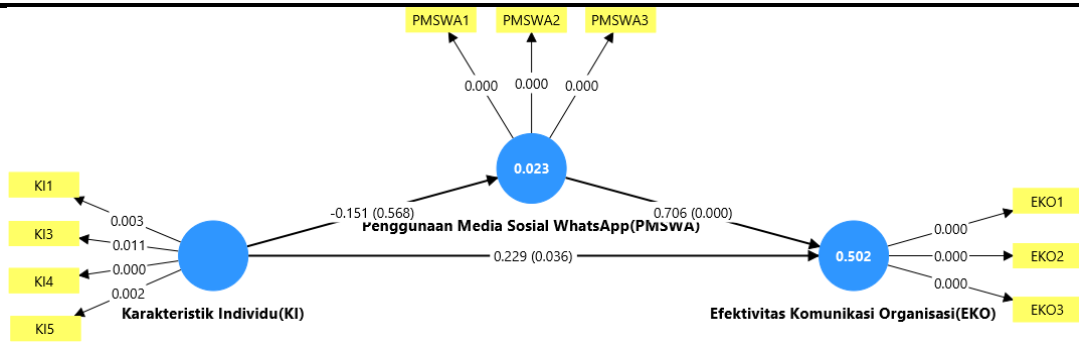 PMSWA1 PMSWA2 PMSWA3
0.000 0.000 0.000
0.023
KI1
KI3
KI4
KI5
0.003
0.011
0.000
0.002
-0.151 (0.568)
0.706 (0.000)
Penggunaan Media Sosial WhatsApp(PMSWA)
0.229 (0.036)
0.502
Karakteristik Individu(KI)
Efektivitas Komunikasi Organisasi(EKO)
0.000
0.000
0.000
EKO1
EKO2
EKO3